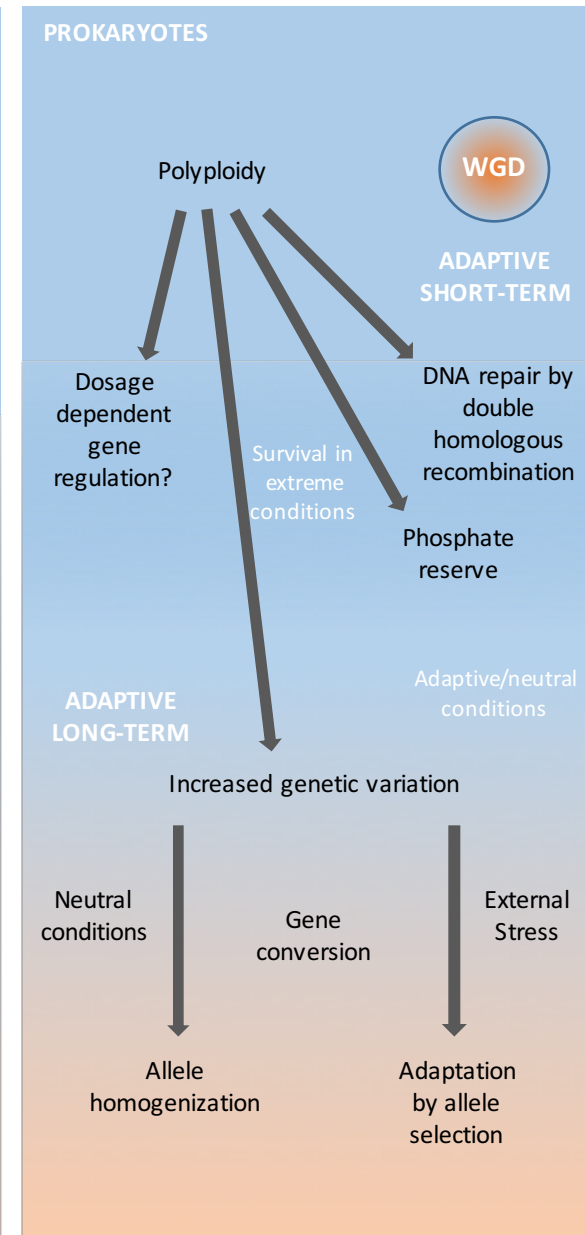 PROKARYOTES
WGD
Polyploidy
ADAPTIVE
SHORT-TERM
Dosage
dependent
gene
regulation?
DNA repair by
double
homologous
recombination
Survival in
extreme
conditions
Phosphate
reserve
Adaptive/neutral
conditions
ADAPTIVE
LONG-TERM
Increased genetic variation
Neutral
conditions
Gene
conversion
External
Stress
Allele
homogenization
Adaptation
by allele
selection